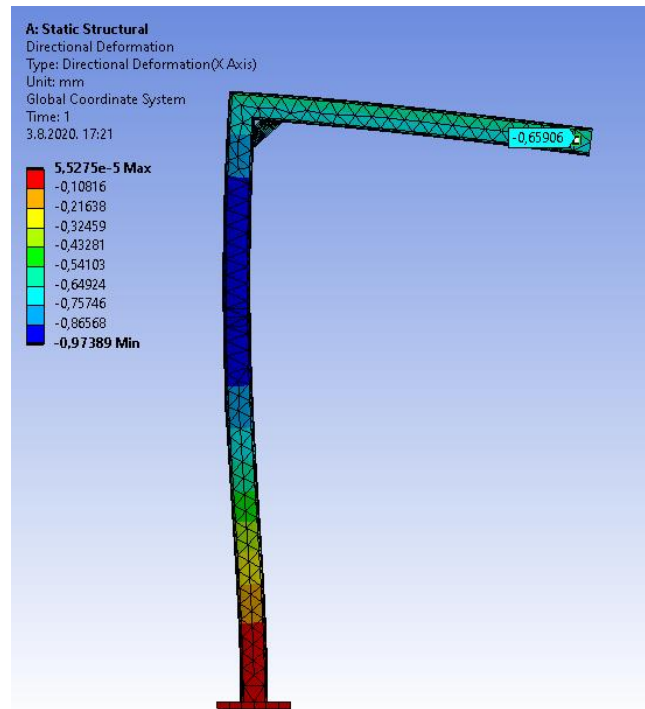 A: Static Structural
Directional Deformation
Type: Directional Deformation(X Axis)
Unit: mm
Global Coordinate System
Time: 1
3.8.2020. 17:21
5,5275e-5 Max
-0,10816
-0,21638
-0,32459
-0,43281
-0,54103
-0,64924
-0,75746
-0,86568
-0,97389 Min
-0,65906